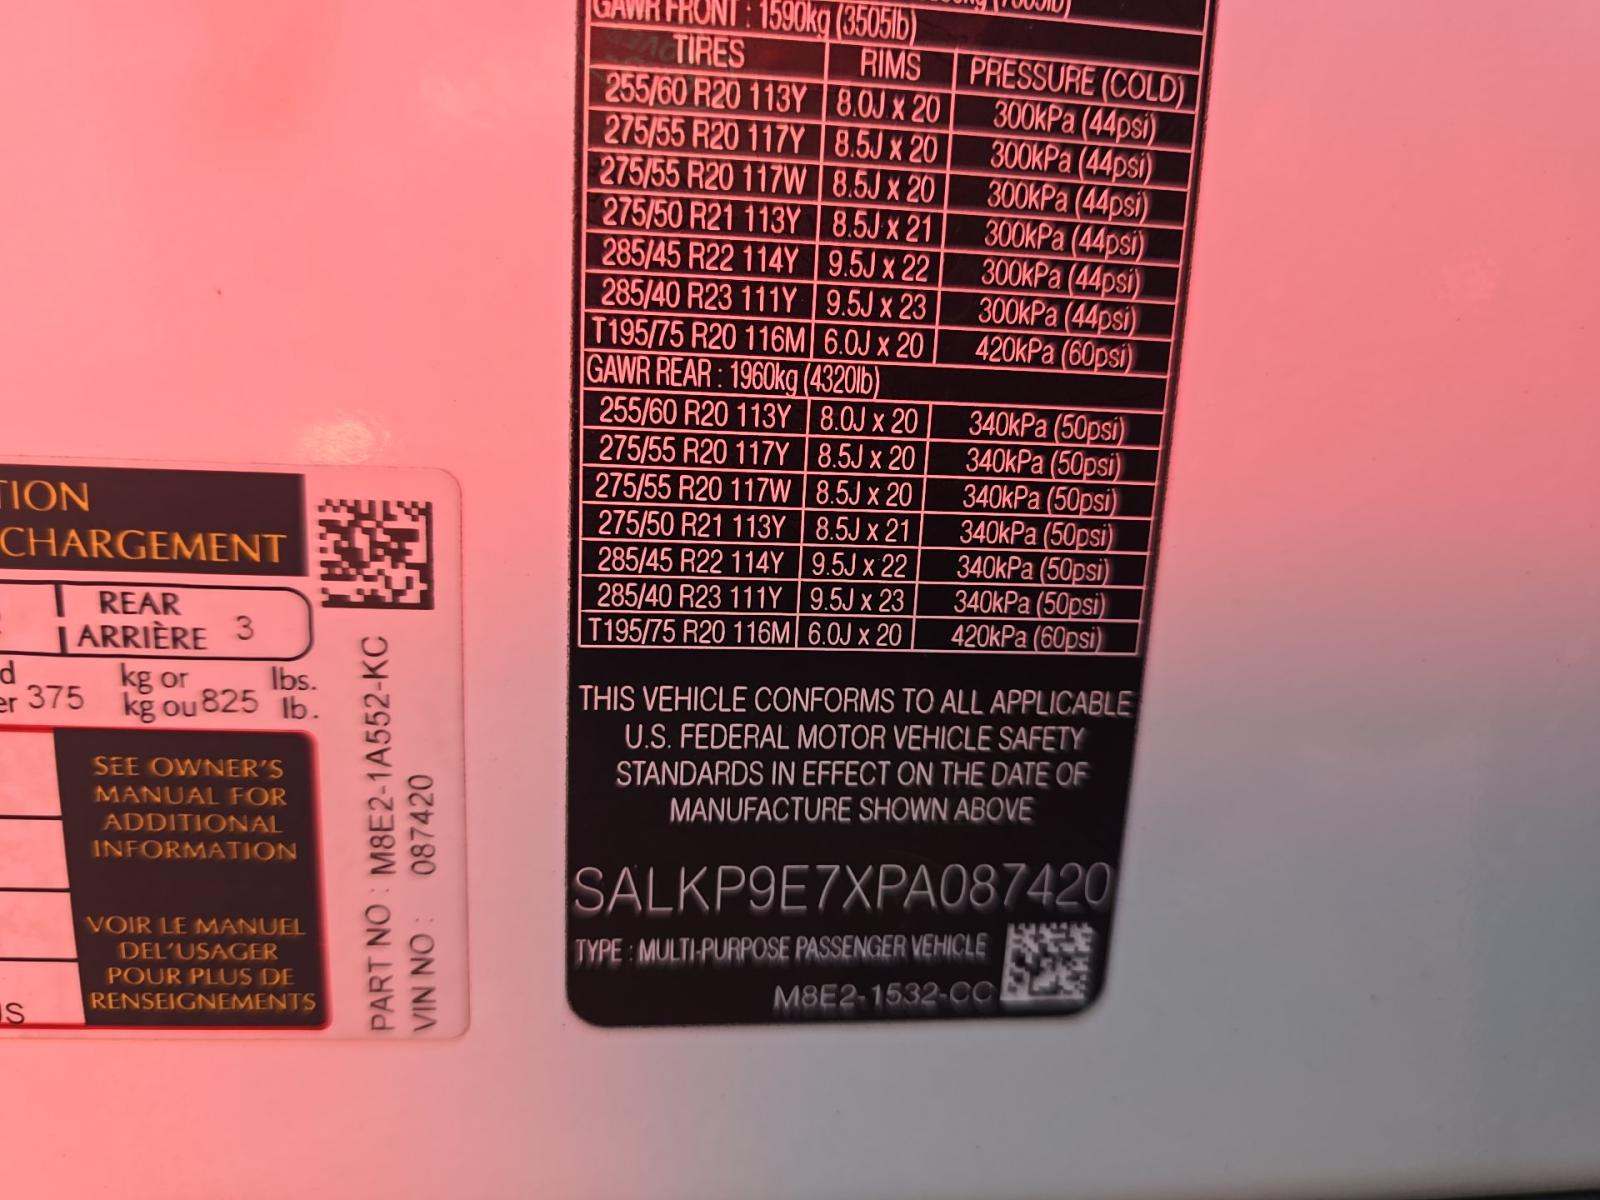 TION
CHARGEMENT
REAR
ARRIÈRE 3
375 kg or kg ou 825 lbs. lb.
SEE OWNER'S
MANUAL FOR
ADDITIONAL
INFORMATION
VOIR LE MANUEL
DEL'USAGER
POUR PLUS DE
RENSEIGNEMENTS
PART NO : M8E2-1A552-KC
VIN NO : 087420
GAWR FRONT : 1590kg (3505lb)
TIRES RIMS PRESSURE (COLD)
255/60 R20 113Y 8.0J x 20 300kPa (44psi)
275/55 R20 117Y 8.5J x 20 300kPa (44psi)
275/55 R20 117W 8.5J x 20 300kPa (44psi)
275/50 R21 113Y 8.5J x 21 300kPa (44psi)
285/45 R22 114Y 9.5J x 22 300kPa (44psi)
285/40 R23 111Y 9.5J x 23 300kPa (44psi)
T195/75 R20 116M 6.0J x 20 420kPa (60psi)
GAWR REAR : 1960kg (4320lb)
255/60 R20 113Y 8.0J x 20 340kPa (50psi)
275/55 R20 117Y 8.5J x 20 340kPa (50psi)
275/55 R20 117W 8.5J x 20 340kPa (50psi)
275/50 R21 113Y 8.5J x 21 340kPa (50psi)
285/45 R22 114Y 9.5J x 22 340kPa (50psi)
285/40 R23 111Y 9.5J x 23 340kPa (50psi)
T195/75 R20 116M 6.0J x 20 420kPa (60psi)
THIS VEHICLE CONFORMS TO ALL APPLICABLE
U.S. FEDERAL MOTOR VEHICLE SAFETY
STANDARDS IN EFFECT ON THE DATE OF
MANUFACTURE SHOWN ABOVE
SALKP9E7XPA087420
TYPE : MULTI-PURPOSE PASSENGER VEHICLE
M8E2-1532-CC